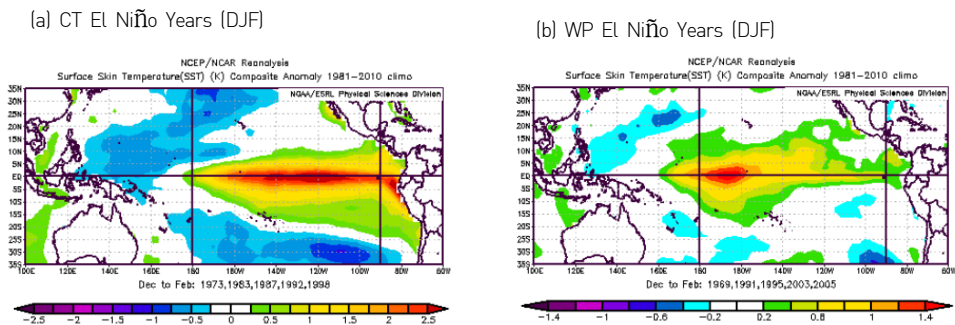 (a) CT El Niño Years (DJF)
NCEP/NCAR Reanalysis
Surface Skin Temperature(SST) (K) Composite Anomaly 1981-2010 climo
NOAA/ESRL Physical Sciences Division
35N
30N
25N
20N
15N
10N
5N
EQ
5S
10S
15S
20S
25S
30S
35S
100E 120E 140E 160E 180 160W 140W 120W 100W 80W 60W
Dec to Feb: 1973,1983,1987,1992,1998
-2.5 -2 -1.5 -1 -0.5 0 0.5 1 1.5 2 2.5
(b) WP El Niño Years (DJF)
NCEP/NCAR Reanalysis
Surface Skin Temperature(SST) (K) Composite Anomaly 1981-2010 climo
NOAA/ESRL Physical Sciences Division
35N
30N
25N
20N
15N
10N
5N
EQ
5S
10S
15S
20S
25S
30S
35S
100E 120E 140E 160E 180 160W 140W 120W 100W 80W 60W
Dec to Feb: 1969,1991,1995,2003,2005
-1.4 -1 -0.6 -0.2 0.2 0.6 1 1.4